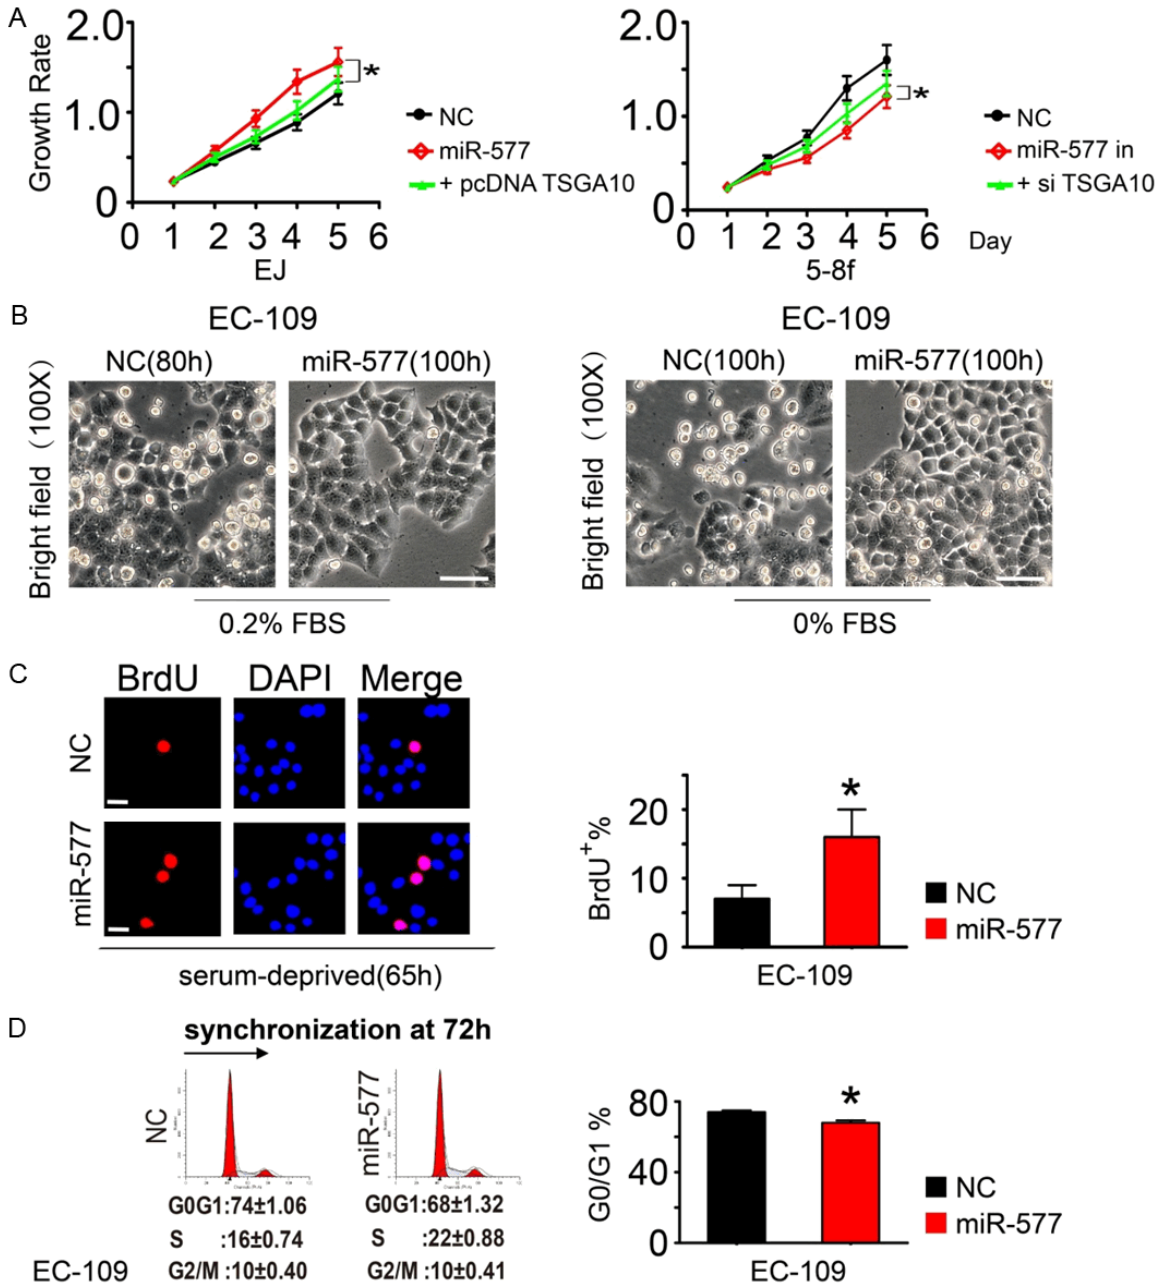 A
Growth Rate
2.0
1.0
0
0 1 2 3 4 5 6
EJ
NC
miR-577
+ pcDNA TSGA10
2.0
1.0
0
0 1 2 3 4 5 6 Day
5-8f
NC
miR-577 in
+ si TSGA10
*
*
B
EC-109
NC(80h) miR-577(100h)
Bright field (100X)
0.2% FBS
EC-109
NC(100h) miR-577(100h)
Bright field (100X)
0% FBS
C
BrdU DAPI Merge
NC
miR-577
serum-deprived(65h)
BrdU+%
20
10
0
*
EC-109
NC
miR-577
D
synchronization at 72h
NC
miR-577
G0G1:74±1.06
S :16±0.74
G2/M :10±0.40
G0G1:68±1.32
S :22±0.88
G2/M :10±0.41
EC-109
G0/G1 %
80
40
0
*
EC-109
NC
miR-577